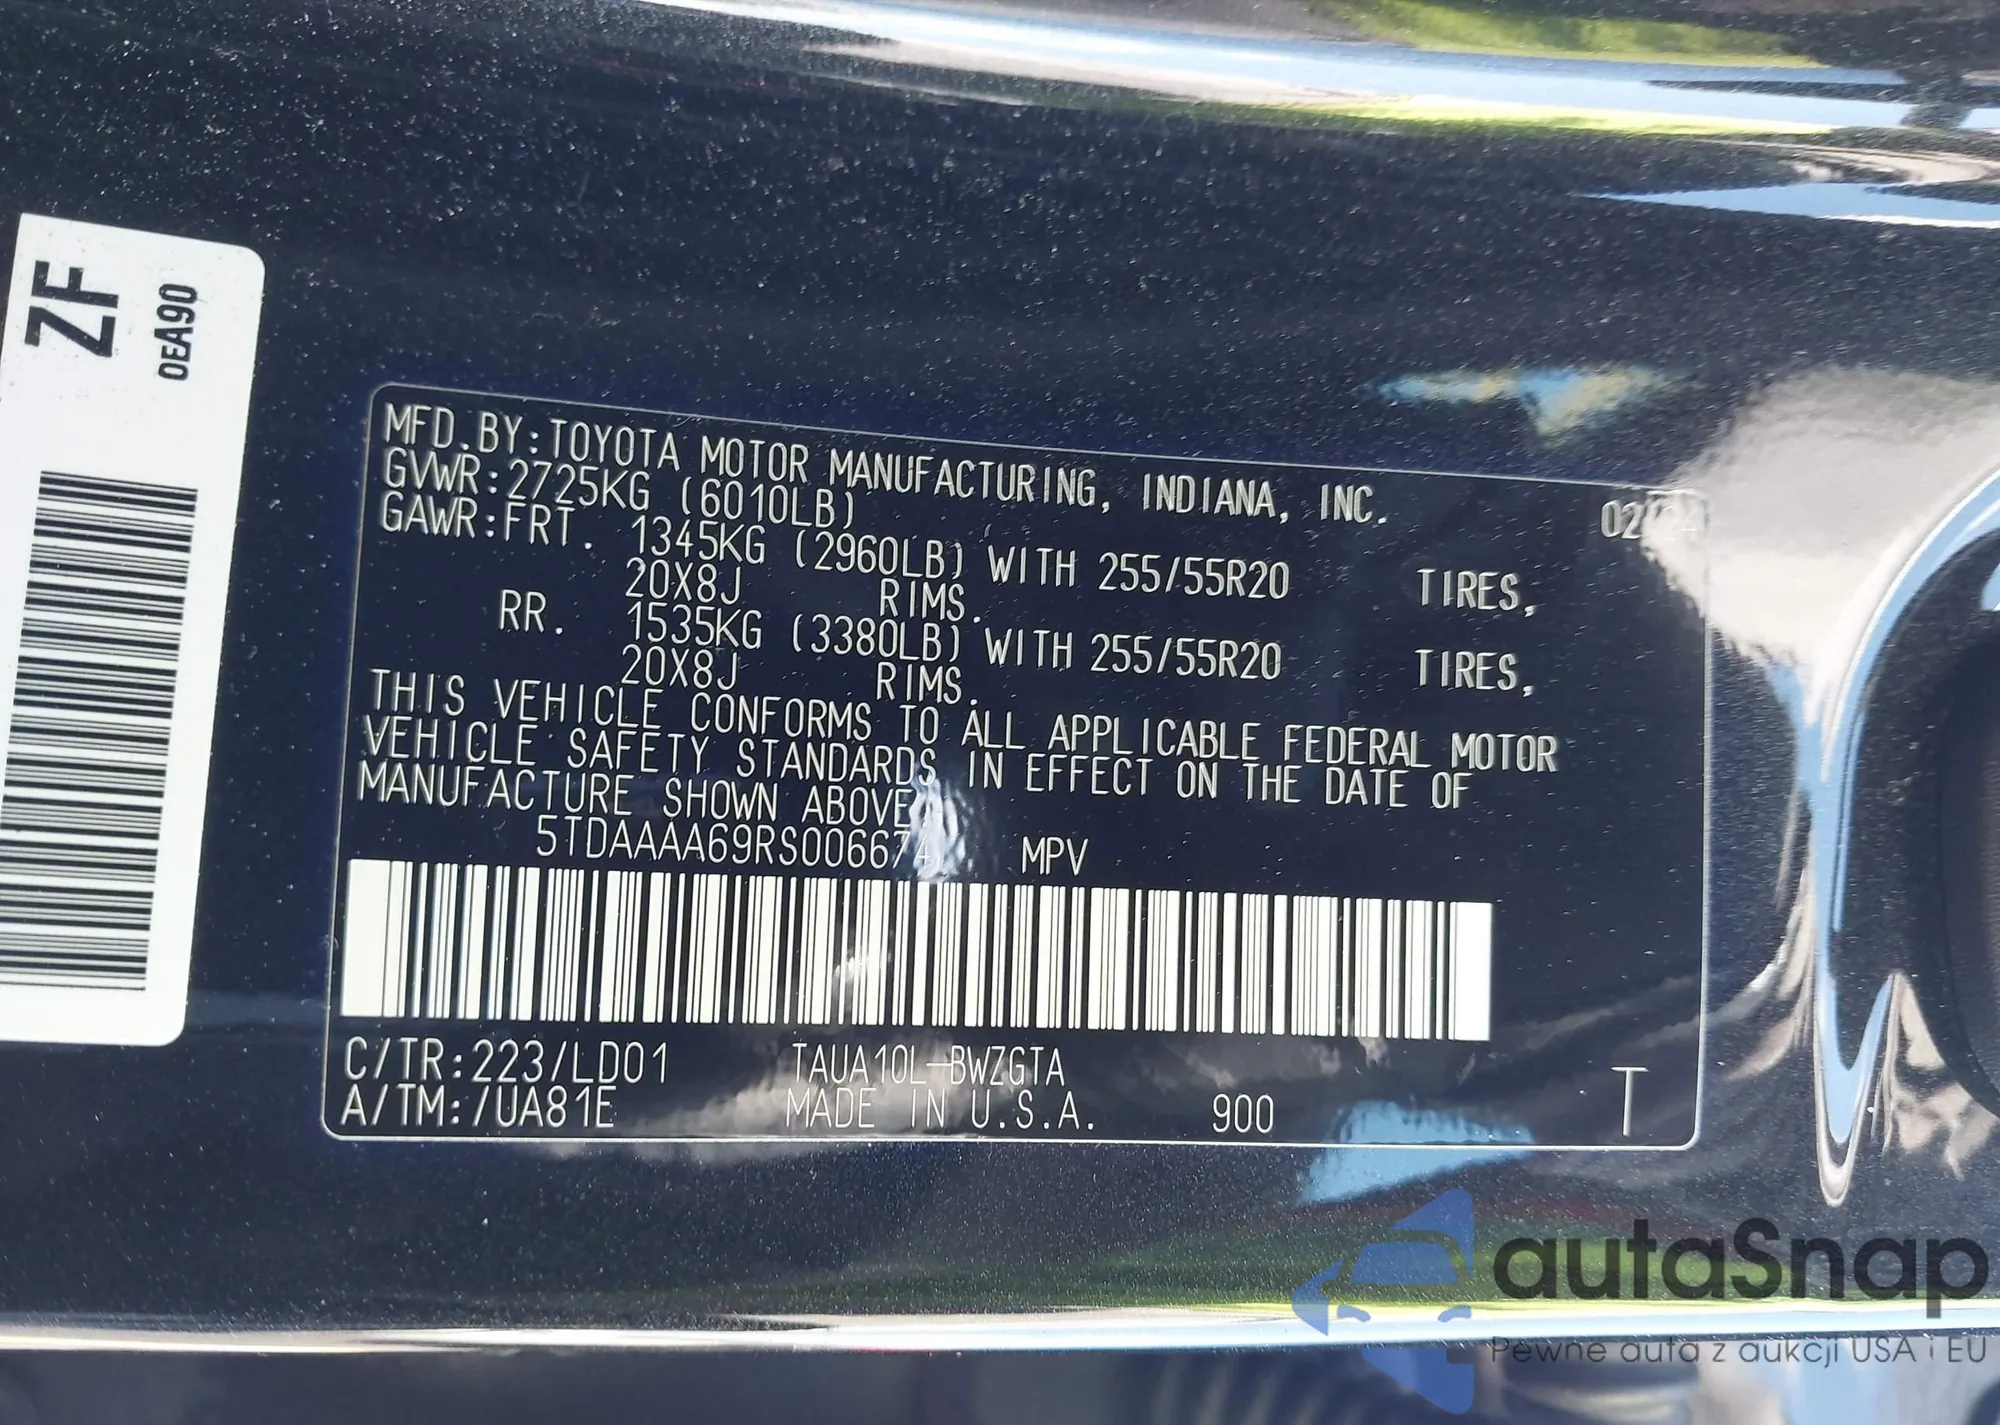 ZF
0EA90
MFD.BY:TOYOTA MOTOR MANUFACTURING, INDIANA, INC.
GVWR:2725KG (6010LB)
GAWR:FRT. 1345KG (2960LB) WITH 255/55R20 TIRES,
20X8J RIMS.
RR. 1535KG (3380LB) WITH 255/55R20 TIRES,
20X8J RIMS.
THIS VEHICLE CONFORMS TO ALL APPLICABLE FEDERAL MOTOR
VEHICLE SAFETY STANDARDS IN EFFECT ON THE DATE OF
MANUFACTURE SHOWN ABOVE
5TDAAAA69RS006674 MPV
C/TR:223/LD01 TAUA10L-BWZGTA
A/TM:/UA81E MADE IN U.S.A. 900 T
autaSnap
Pewne auta z aukcji USA i EU